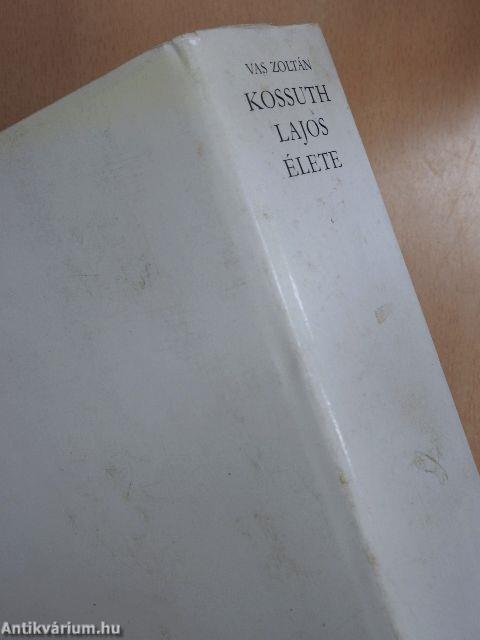 VAS ZOLTÁN
KOSSUTH
LAJOS
ÉLETE
Antikvárium.hu